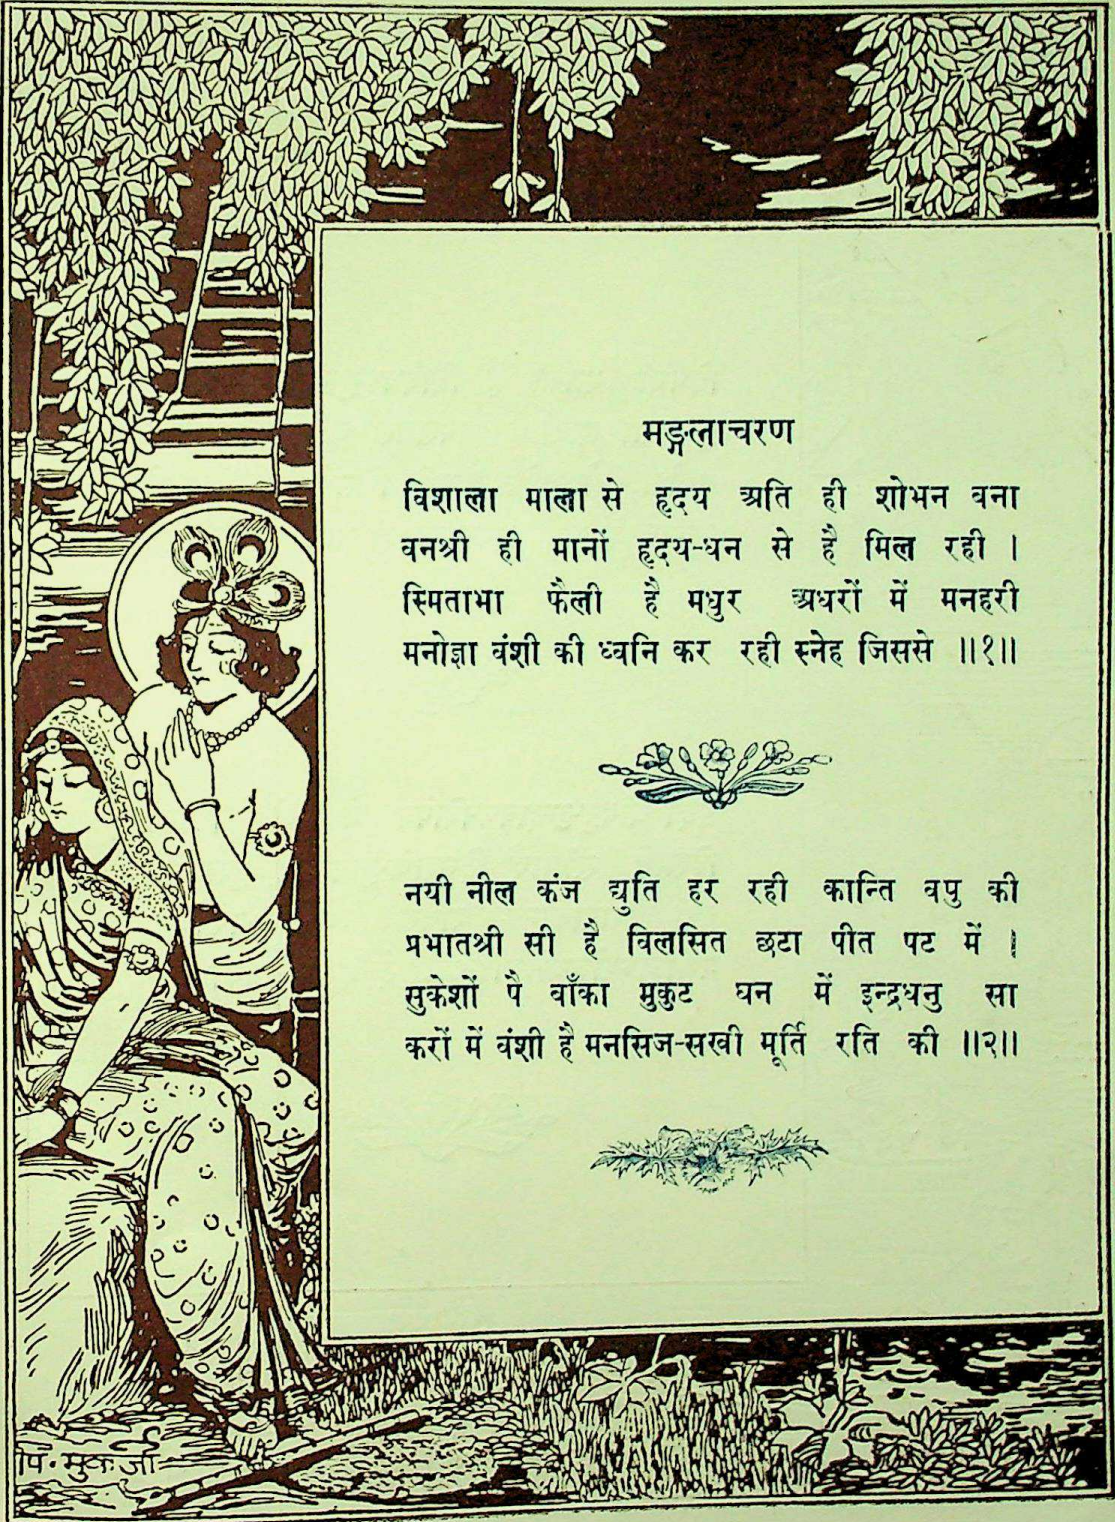 मङ्गलाचरण
विशाला माला से हृदय अति ही शोभन बना
वनश्री ही मानों हृदय-धन से है मिल रही ।
स्मिताभा फैली है मधुर अधरों में मनहरी
मनोज्ञा वंशी की ध्वनि कर रही स्नेह जिससे ॥१॥
नयी नील कंज द्युति हर रही कान्ति वपु की
प्रभातश्री सी है विलसित छटा पीत पट में ।
सुकेशों पै बाँका मुकुट घन में इन्द्रधनु सा
करों में वंशी है मनसिज-सखी मूर्ति रति की ॥२॥